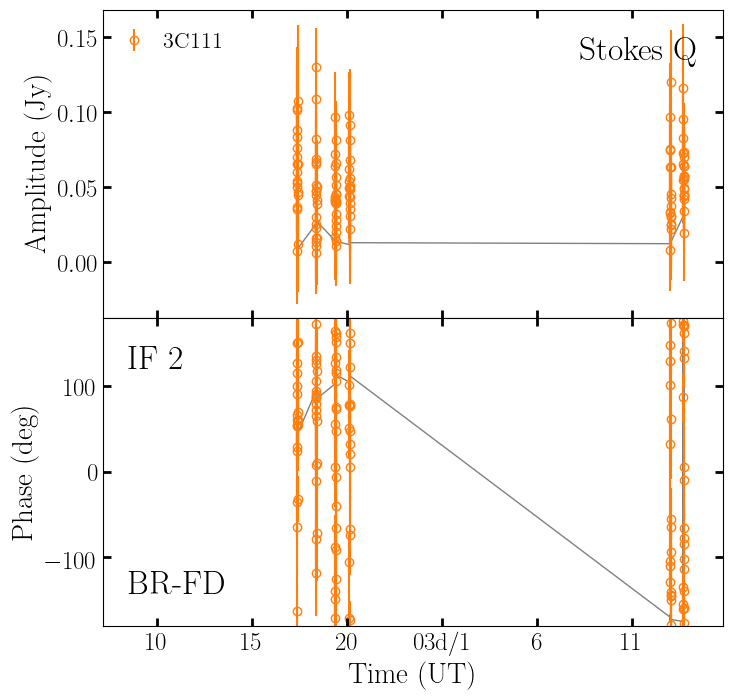 3C111
Stokes Q
0.15
0.10
0.05
0.00
Amplitude (Jy)
IF 2
100
0
−100
Phase (deg)
BR-FD
10 15 20 03d/1 6 11
Time (UT)